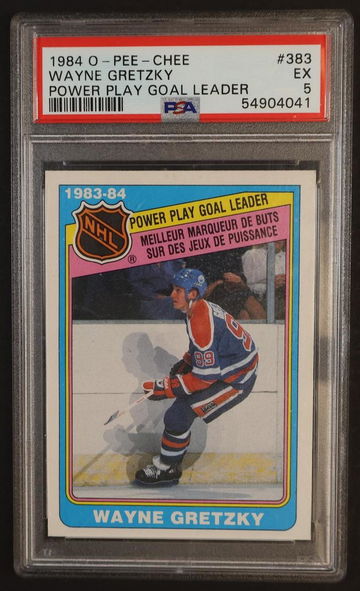 1984 O-PEE-CHEE #383
WAYNE GRETZKY EX
POWER PLAY GOAL LEADER 5
PSA 54904041
1983-84
NHL
®
POWER PLAY GOAL LEADER
MEILLEUR MARQUEUR DE BUTS
SUR DES JEUX DE PUISSANCE
99
99
WAYNE GRETZKY